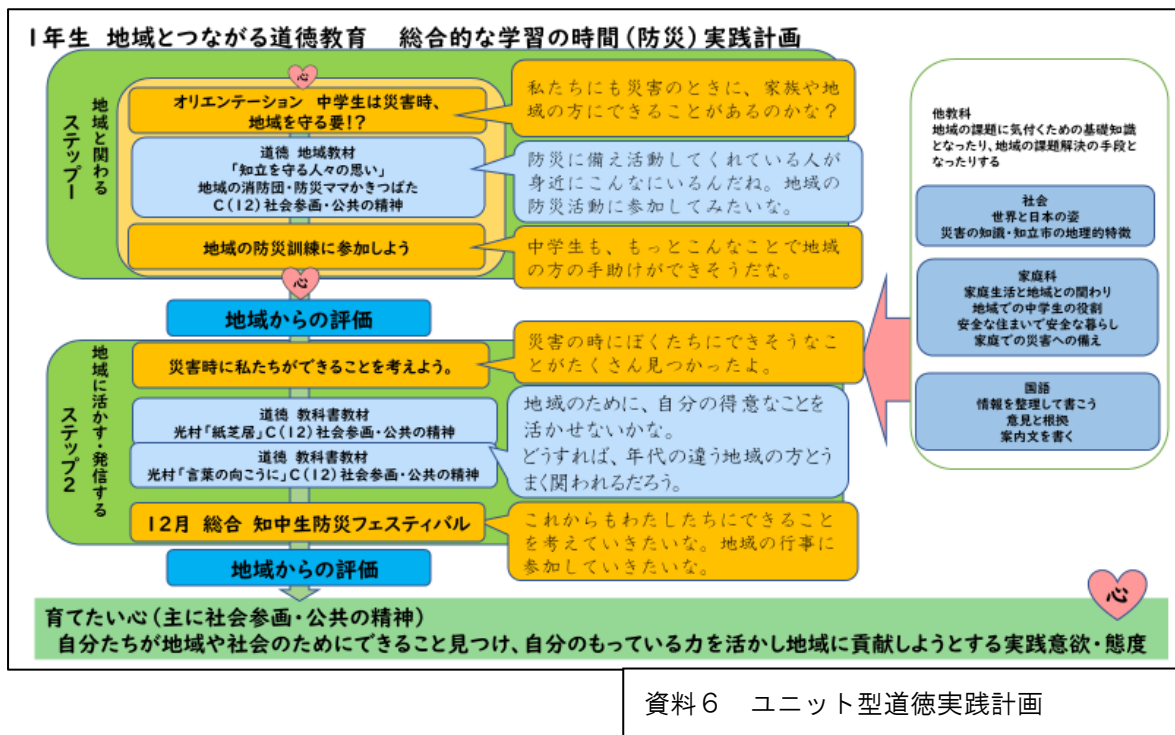 1年生 地域とつながる道徳教育 総合的な学習の時間(防災)実践計画
地域と関わる
ステップ1
心
オリエンテーション 中学生は災害時、
地域を守る要!?
私たちにも災害のときに、家族や地
域の方にできることがあるのかな?
道徳 地域教材
「知立を守る人々の思い」
地域の消防団・防災ママかきつばた
C(12)社会参画・公共の精神
防災に備え活動してくれている人が
身近にこんなにいるんだね。地域の
防災活動に参加してみたいな。
地域の防災訓練に参加しよう
中学生も、もっとこんなことで地域
の方の手助けができそうだな。
心
地域からの評価
地域に活かす・発信する
ステップ2
災害時に私たちができることを考えよう。
災害の時にぼくたちにできそうなこ
とがたくさん見つかったよ。
道徳 教科書教材
光村「紙芝居」C(12)社会参画・公共の精神
道徳 教科書教材
光村「言葉の向こうに」C(12)社会参画・公共の精神
地域のために、自分の得意なことを
活かせないかな。
どうすれば、年代の違う地域の方とう
まく関われるだろう。
12月 総合 知中生防災フェスティバル
これからもわたしたちにできること
を考えていきたいな。地域の行事に
参加していきたいな。
地域からの評価
他教科
地域の課題に気付くための基礎知識
となったり、地域の課題解決の手段と
なったりする
社会
世界と日本の姿
災害の知識・知立市の地理的特徴
家庭科
家庭生活と地域との関わり
地域での中学生の役割
安全な住まいで安全な暮らし
家庭での災害への備え
国語
情報を整理して書こう
意見と根拠
案内文を書く
心
育てたい心(主に社会参画・公共の精神)
自分たちが地域や社会のためにできること見つけ、自分のもっている力を活かし地域に貢献しようとする実践意欲・態度
資料6 ユニット型道徳実践計画